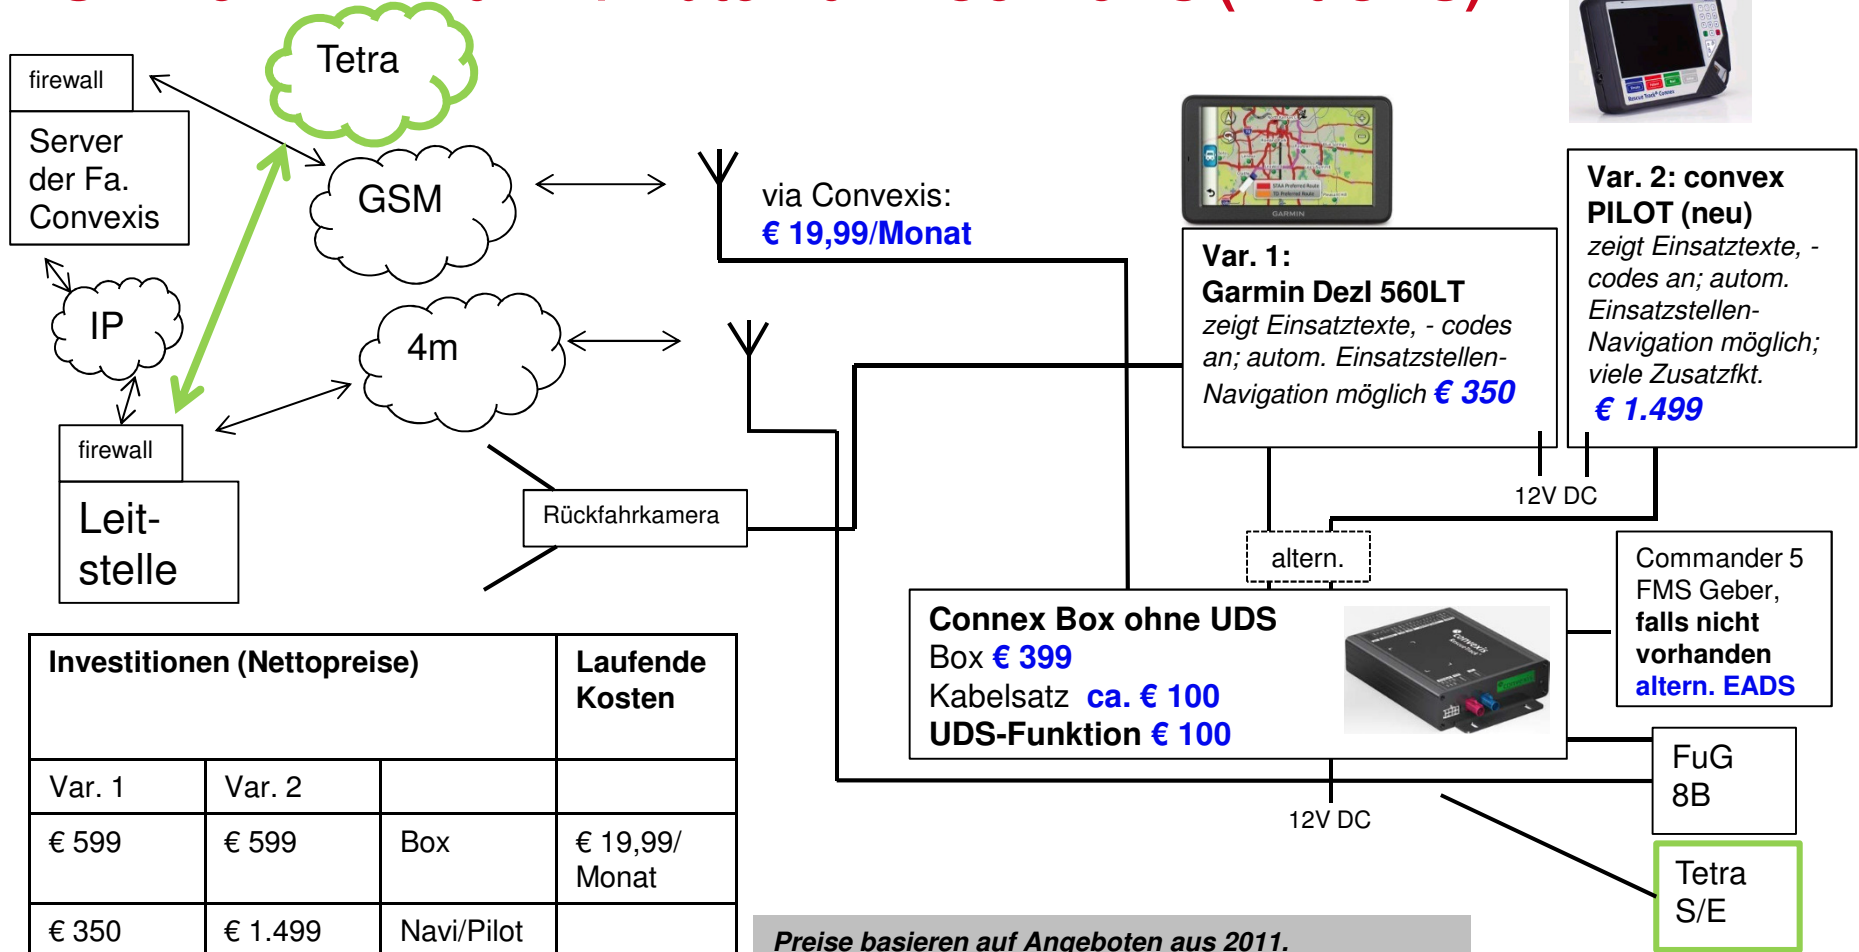 Tetra
firewall
Server
der Fa.
Convexis
GSM
IP
4m
firewall
Leit-
stelle
via Convexis:
€ 19,99/Monat
Rückfahrkamera
GARMIN
Var. 1:
Garmin Dezl 560LT
zeigt Einsatztexte, - codes
an; autom. Einsatzstellen-
Navigation möglich € 350
Var. 2: convex
PILOT (neu)
zeigt Einsatztexte, -
codes an; autom.
Einsatzstellen-
Navigation möglich;
viele Zusatzfkt.
€ 1.499
12V DC
altern.
Connex Box ohne UDS
Box € 399
Kabelsatz ca. € 100
UDS-Funktion € 100
convexis
12V DC
Commander 5
FMS Geber,
falls nicht
vorhanden
altern. EADS
FuG
8B
Tetra
S/E
Investitionen (Nettopreise) Laufende
Kosten
Var. 1 Var. 2
€ 599 € 599 Box € 19,99/
Monat
€ 350 € 1.499 Navi/Pilot
Preise basieren auf Angeboten aus 2011.